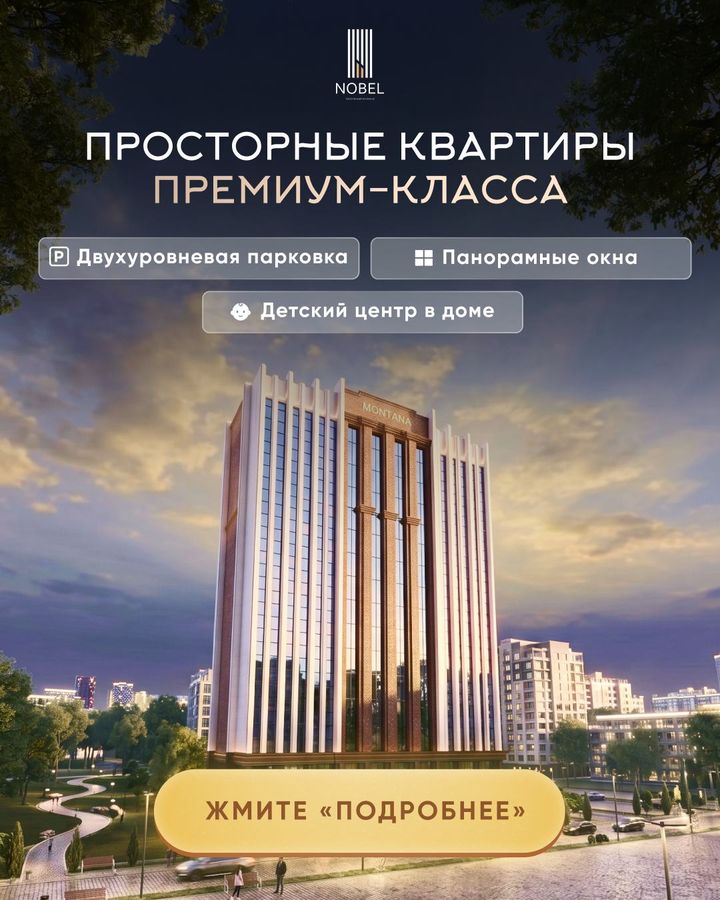 NOBEL
ПРОСТОРНЫЕ КВАРТИРЫ
ПРЕМИУМ-КЛАССА
P Двухуровневая парковка
Панорамные окна
Детский центр в доме
MONTANA
ЖМИТЕ «ПОДРОБНЕЕ»